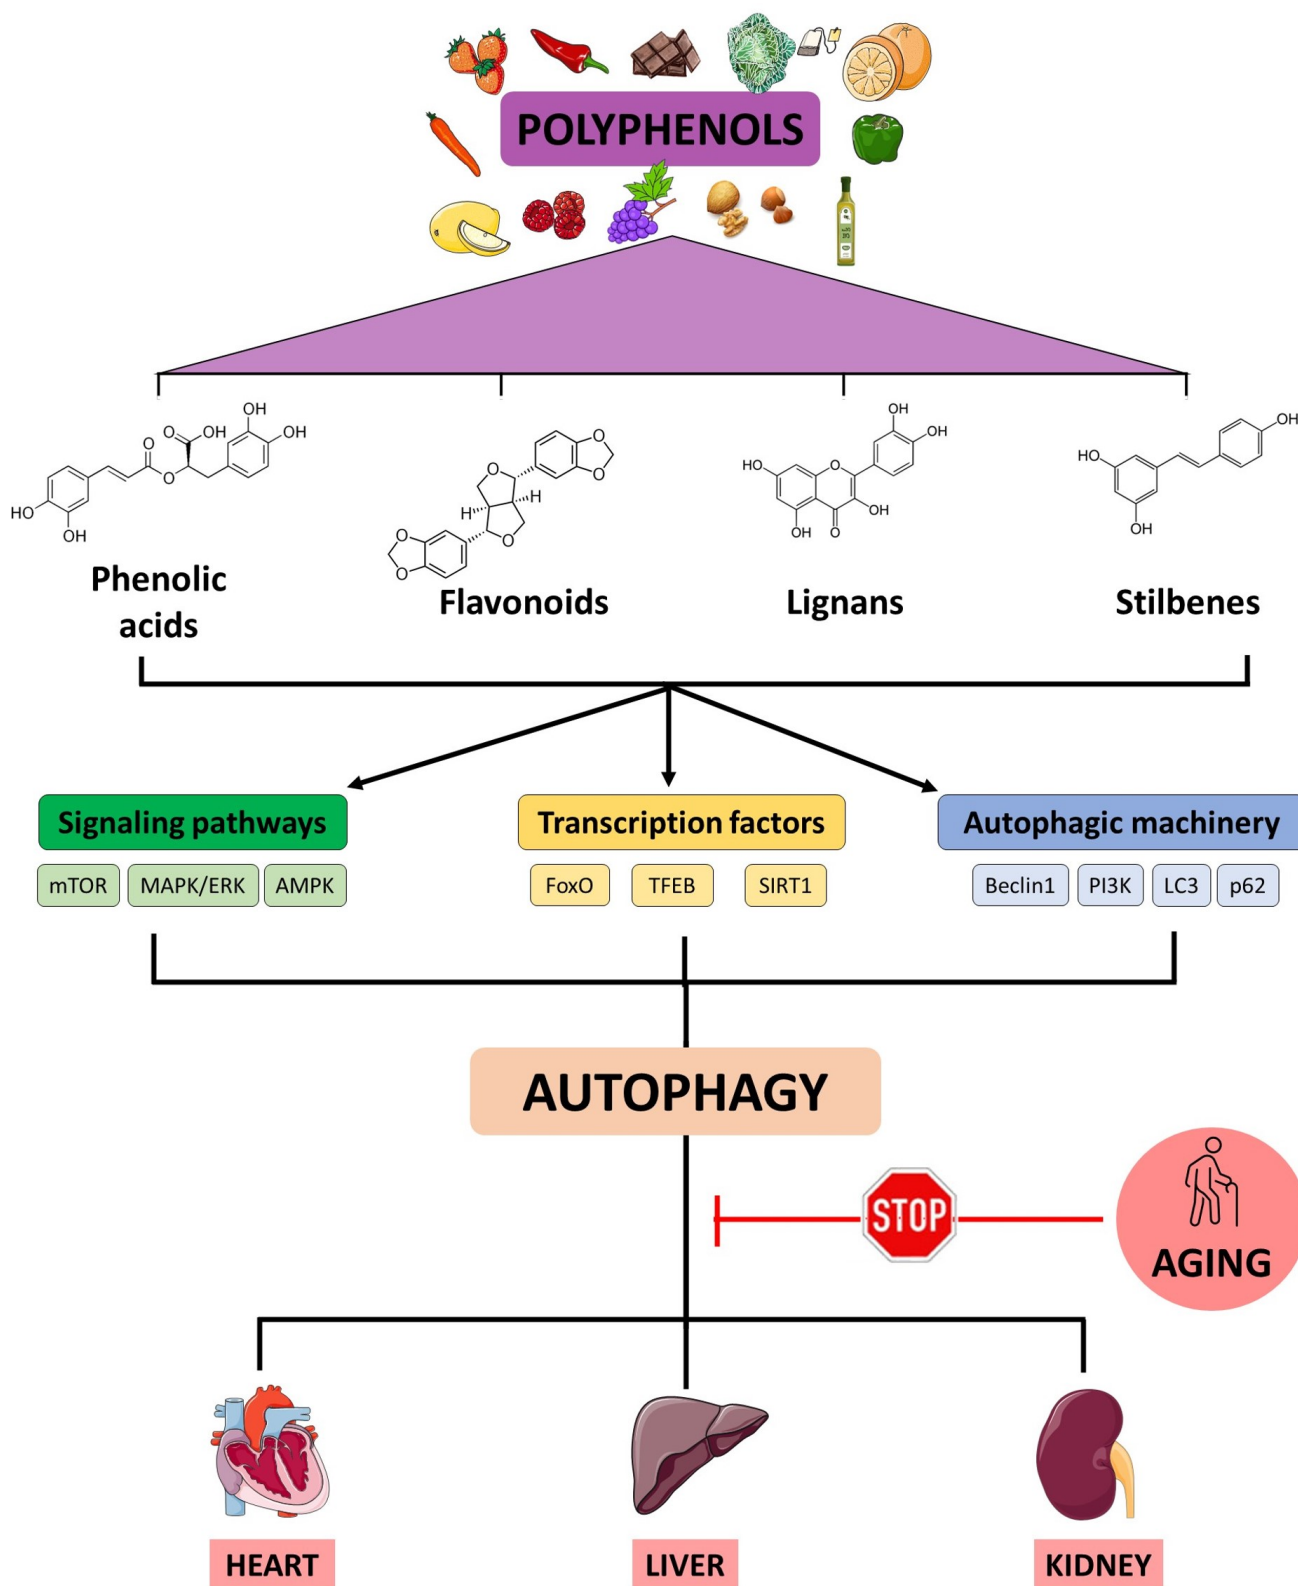 POLYPHENOLS
OH
O
OH
OH
O
O
HO
OH
O
O
O
H
H
O
O
O
OH
OH
HO
O
OH
OH
O
OH
HO
OH
Phenolic
acids
Flavonoids
Lignans
Stilbenes
Signaling pathways
Transcription factors
Autophagic machinery
mTOR
MAPK/ERK
AMPK
FoxO
TFEB
SIRT1
Beclin1
PI3K
LC3
p62
AUTOPHAGY
STOP
AGING
HEART
LIVER
KIDNEY